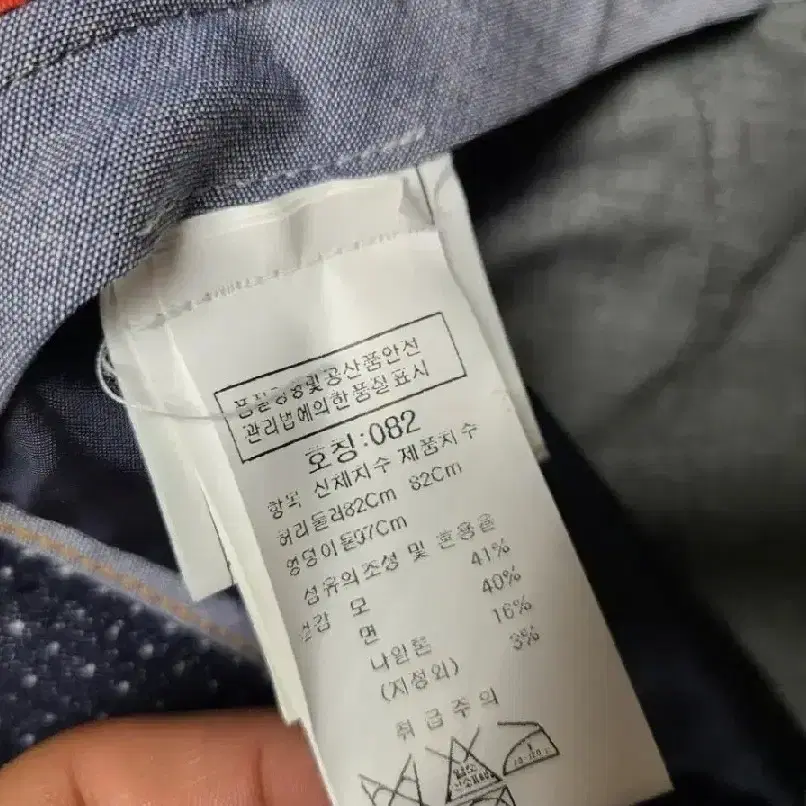 품질경영및공산품안전
관리법에의한품질표시
호칭:082
항목 신체치수 제품치수
허리둘레82Cm 82Cm
엉덩이둘97Cm
섬유의조성 및 혼용율
겉감 모 41%
면 40%
나일론 16%
(지성외) 3%
취급주의